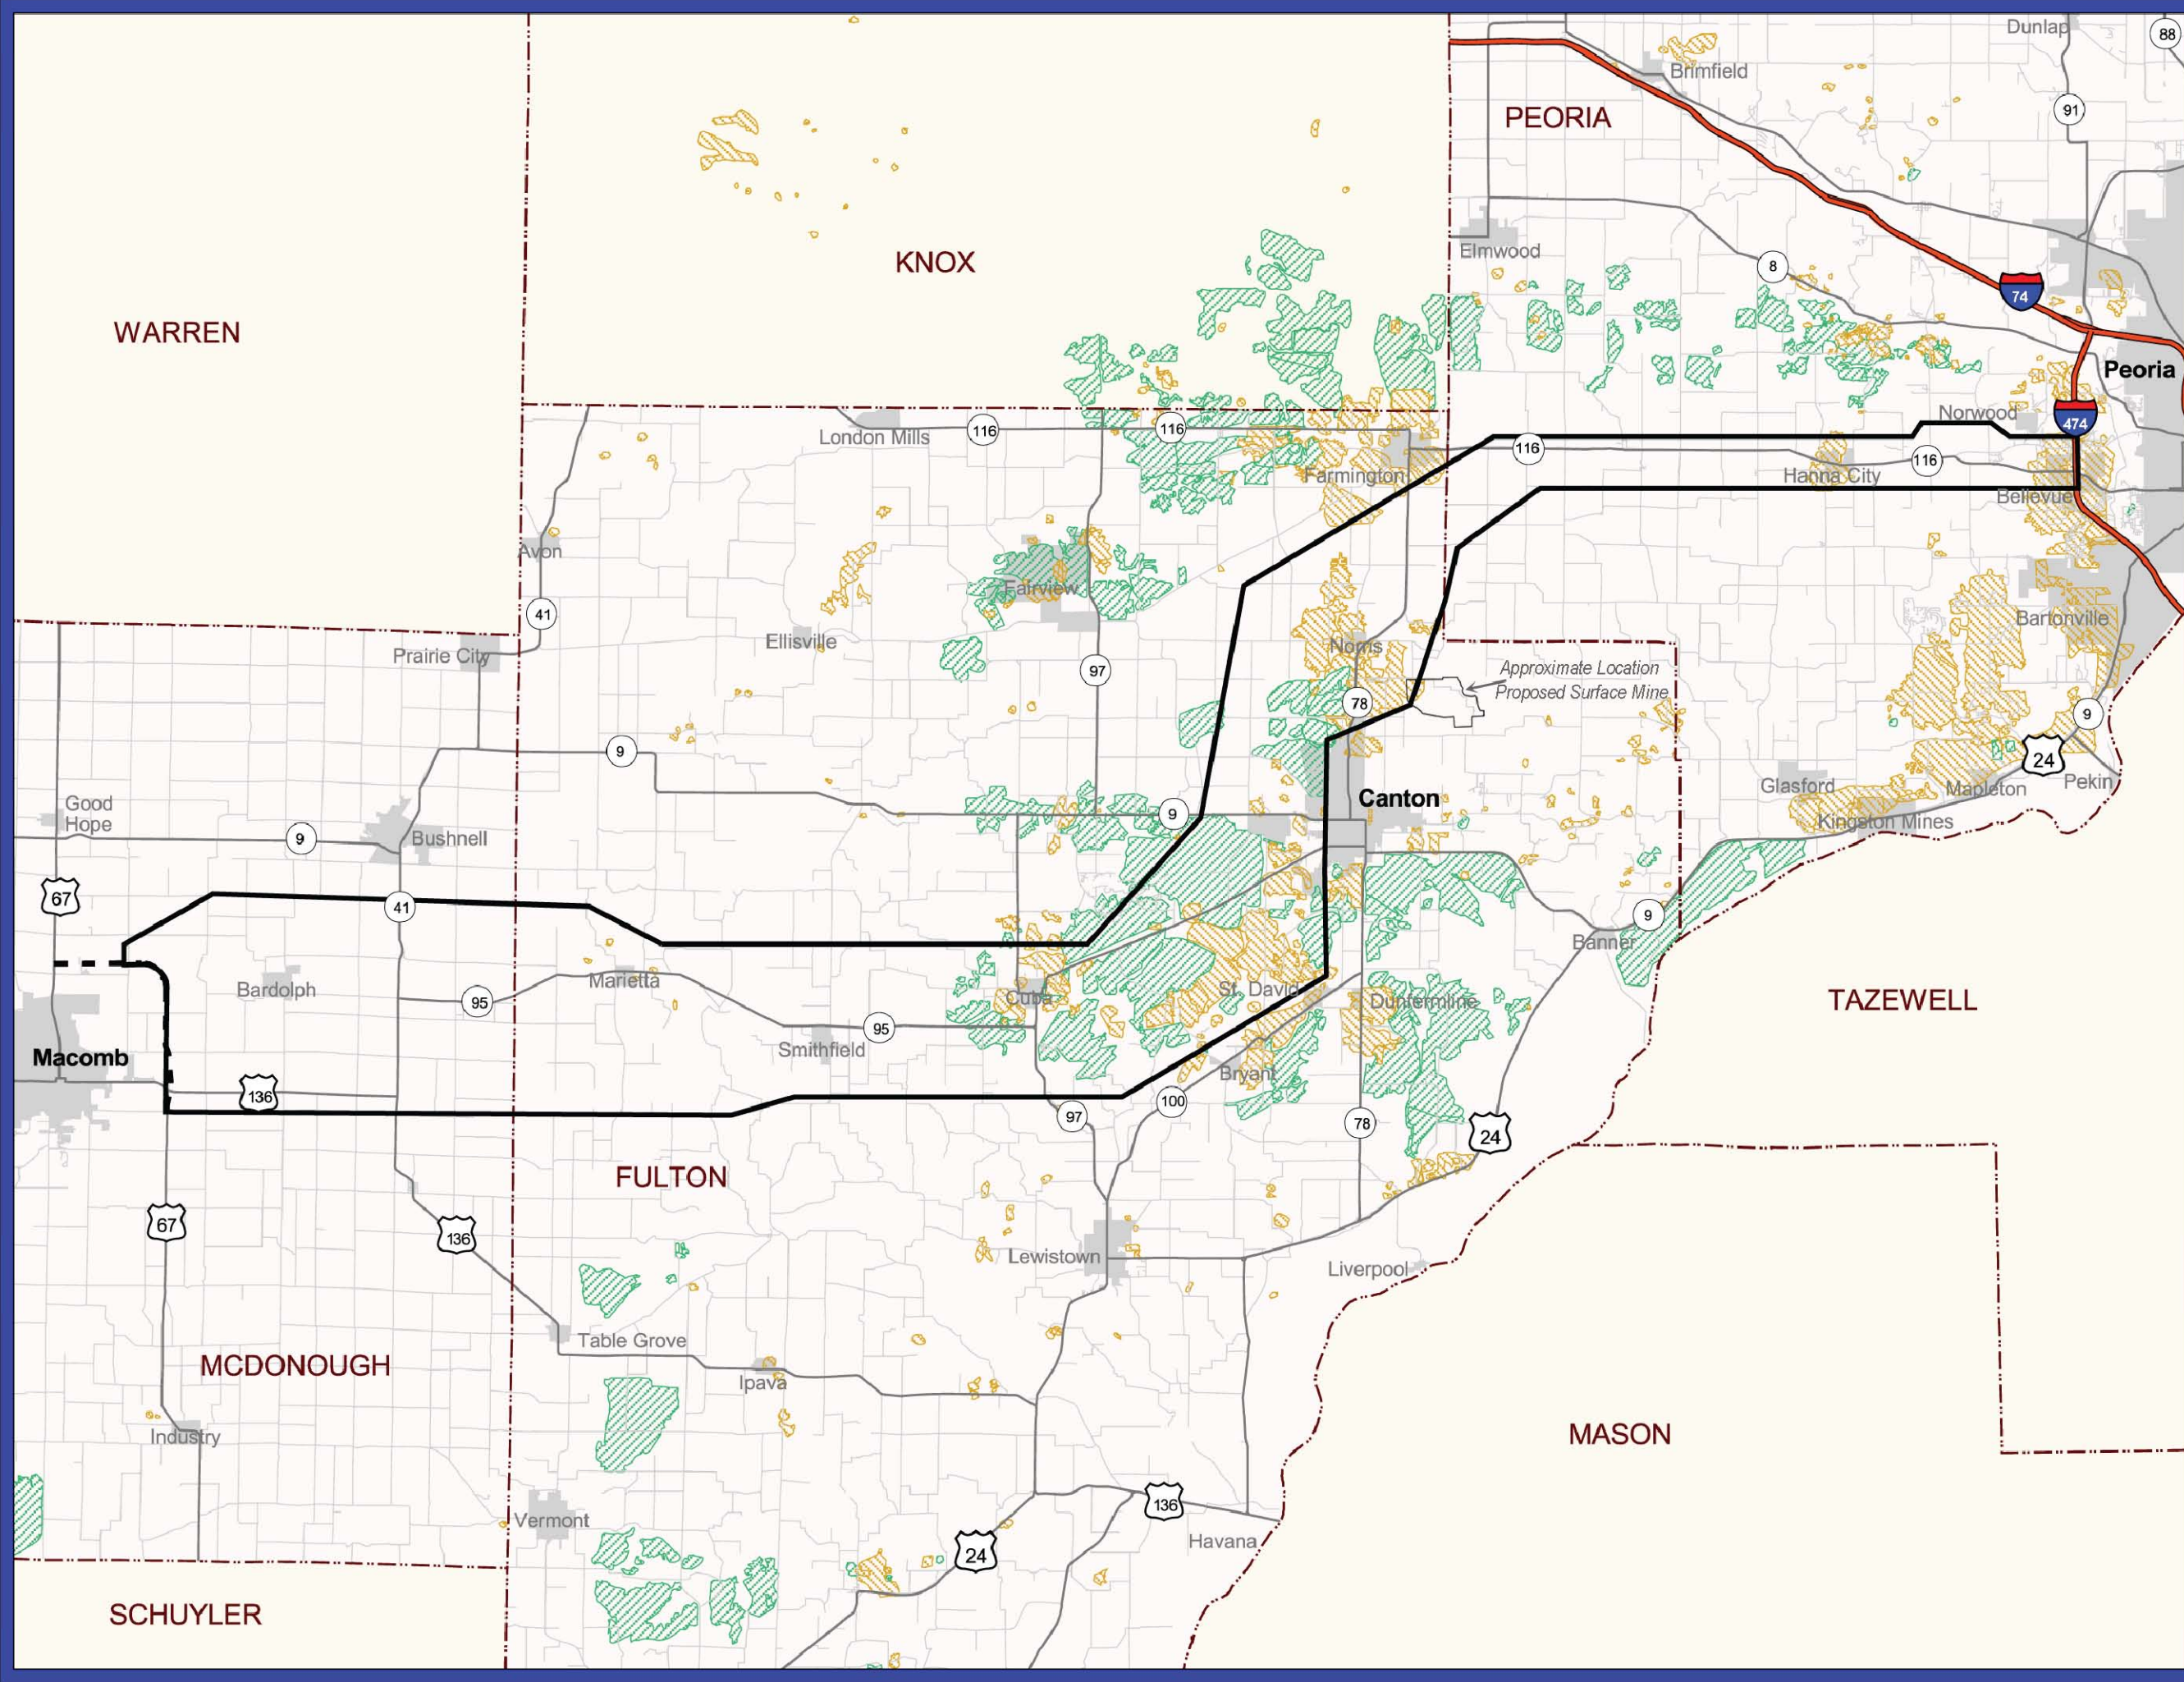 Dunlap
88
Brimfield
91
PEORIA
Elmwood
8
74
KNOX
WARREN
Peoria
Norwood
474
London Mills
116
116
116
116
Farmington
Hanna City
Bellevue
Avon
Fairview
41
Ellisville
Prairie City
Norris
Bartonville
97
Approximate Location
Proposed Surface Mine
78
9
9
24
Pekin
Glasford
Mapleton
Kingston Mines
Canton
Good
Hope
9
Bushnell
9
67
41
9
Banner
Bardolph
95
Marietta
Cuba
St. David
Dunfermline
TAZEWELL
95
Smithfield
Macomb
136
Bryant
100
97
78
24
FULTON
67
136
Lewistown
Liverpool
Table Grove
MCDONOUGH
Ipava
Industry
MASON
Vermont
136
Havana
24
SCHUYLER